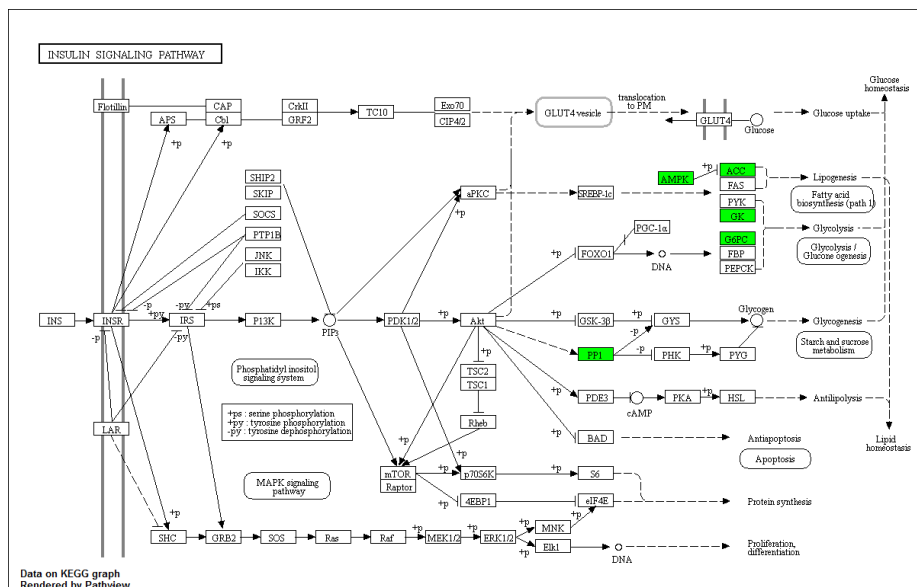 INSULIN SIGNALING PATHWAY
Glucose
homeostasis
Flotillin
CAP
Cbl
APS
CrkII
GRF2
TC10
Exo70
CIP4/2
GLUT4 vesicle
translocation
to PM
GLUT4
Glucose
Glucose uptake
+p
+p
SHIP2
SKIP
SOCS
PTP1B
JNK
IKK
aPKC
+p
SREBP-1c
AMPK
+p
ACC
FAS
Lipogenesis
Fatty acid
biosynthesis (path 1)
PYK
GK
Glycolysis
PGC-1α
+p
FOXO1
DNA
G6PC
FBP
PEPCK
Glycolysis /
Glucone ogenesis
INS
INSR
-p
+py
-p
IRS
-py
+ps
-py
PI3K
PIP3
PDK1/2
+p
Akt
+p
GSK-3β
GYS
Glycogen
Glycogenesis
Starch and sucrose
metabolism
+p
PP1
-p
-p
PHK
+p
PYG
Phosphatidyl inositol
signaling system
+p
TSC2
TSC1
Rheb
+p
PDE3
cAMP
PKA
+p
HSL
Antilipolysis
+ps : serine phosphorylation
+py : tyrosine phosphorylation
-py : tyrosine dephosphorylation
LAR
+p
BAD
Antiapoptosis
Apoptosis
Lipid
homeostasis
+p
mTOR
Raptor
+p
p70S6K
+p
S6
MAPK signaling
pathway
+p
4EBP1
eIF4E
Protein synthesis
+p
SHC
GRB2
SOS
Ras
Raf
+p
MEK1/2
+p
ERK1/2
+p
+p
MNK
+p
Elk1
DNA
Proliferation,
differentiation
Data on KEGG graph
Rendered by Pathview